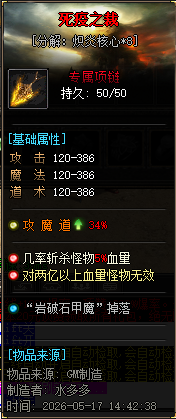 死寂之骸
[分解: 炽炎核心*8]
专属项链
持久: 50/50
[基础属性]
攻 击 120-386
魔 法 120-386
道 术 120-386
攻 魔 道 34%
几率斩杀怪物5%血量
对两亿以上血量怪物无效
“岩破石甲魔”掉落
[物品来源]
物品来源: GM制造
制造者: 水多多
时间: 2026-05-17 14:42:38